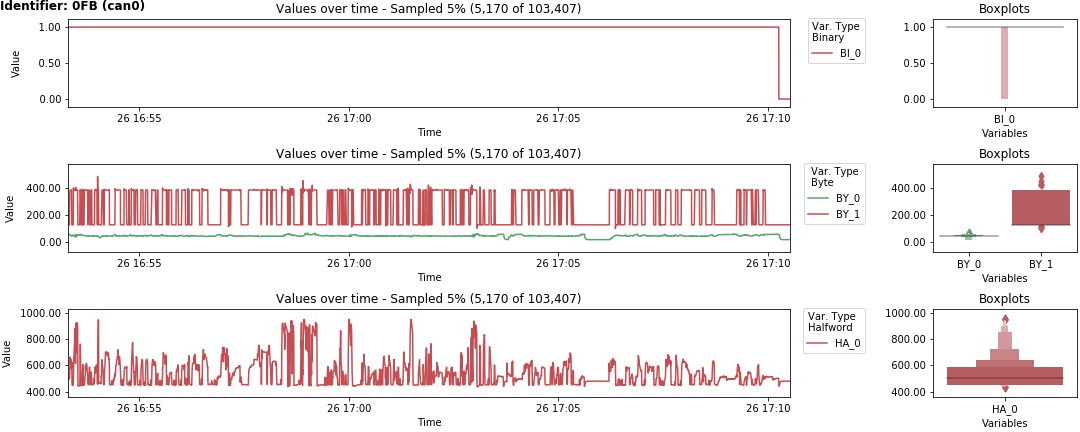 Identifier: 0FB (can0)
Values over time - Sampled 5% (5,170 of 103,407)
Boxplots
Value
1.00
0.50
0.00
26 16:55
26 17:00
26 17:05
26 17:10
Time
Var. Type
Binary
BI_0
1.00
0.50
0.00
BI_0
Variables
Values over time - Sampled 5% (5,170 of 103,407)
Boxplots
Value
400.00
200.00
0.00
26 16:55
26 17:00
26 17:05
26 17:10
Time
Var. Type
Byte
BY_0
BY_1
400.00
200.00
0.00
BY_0
BY_1
Variables
Values over time - Sampled 5% (5,170 of 103,407)
Boxplots
Value
1000.00
800.00
600.00
400.00
26 16:55
26 17:00
26 17:05
26 17:10
Time
Var. Type
Halfword
HA_0
1000.00
800.00
600.00
400.00
HA_0
Variables